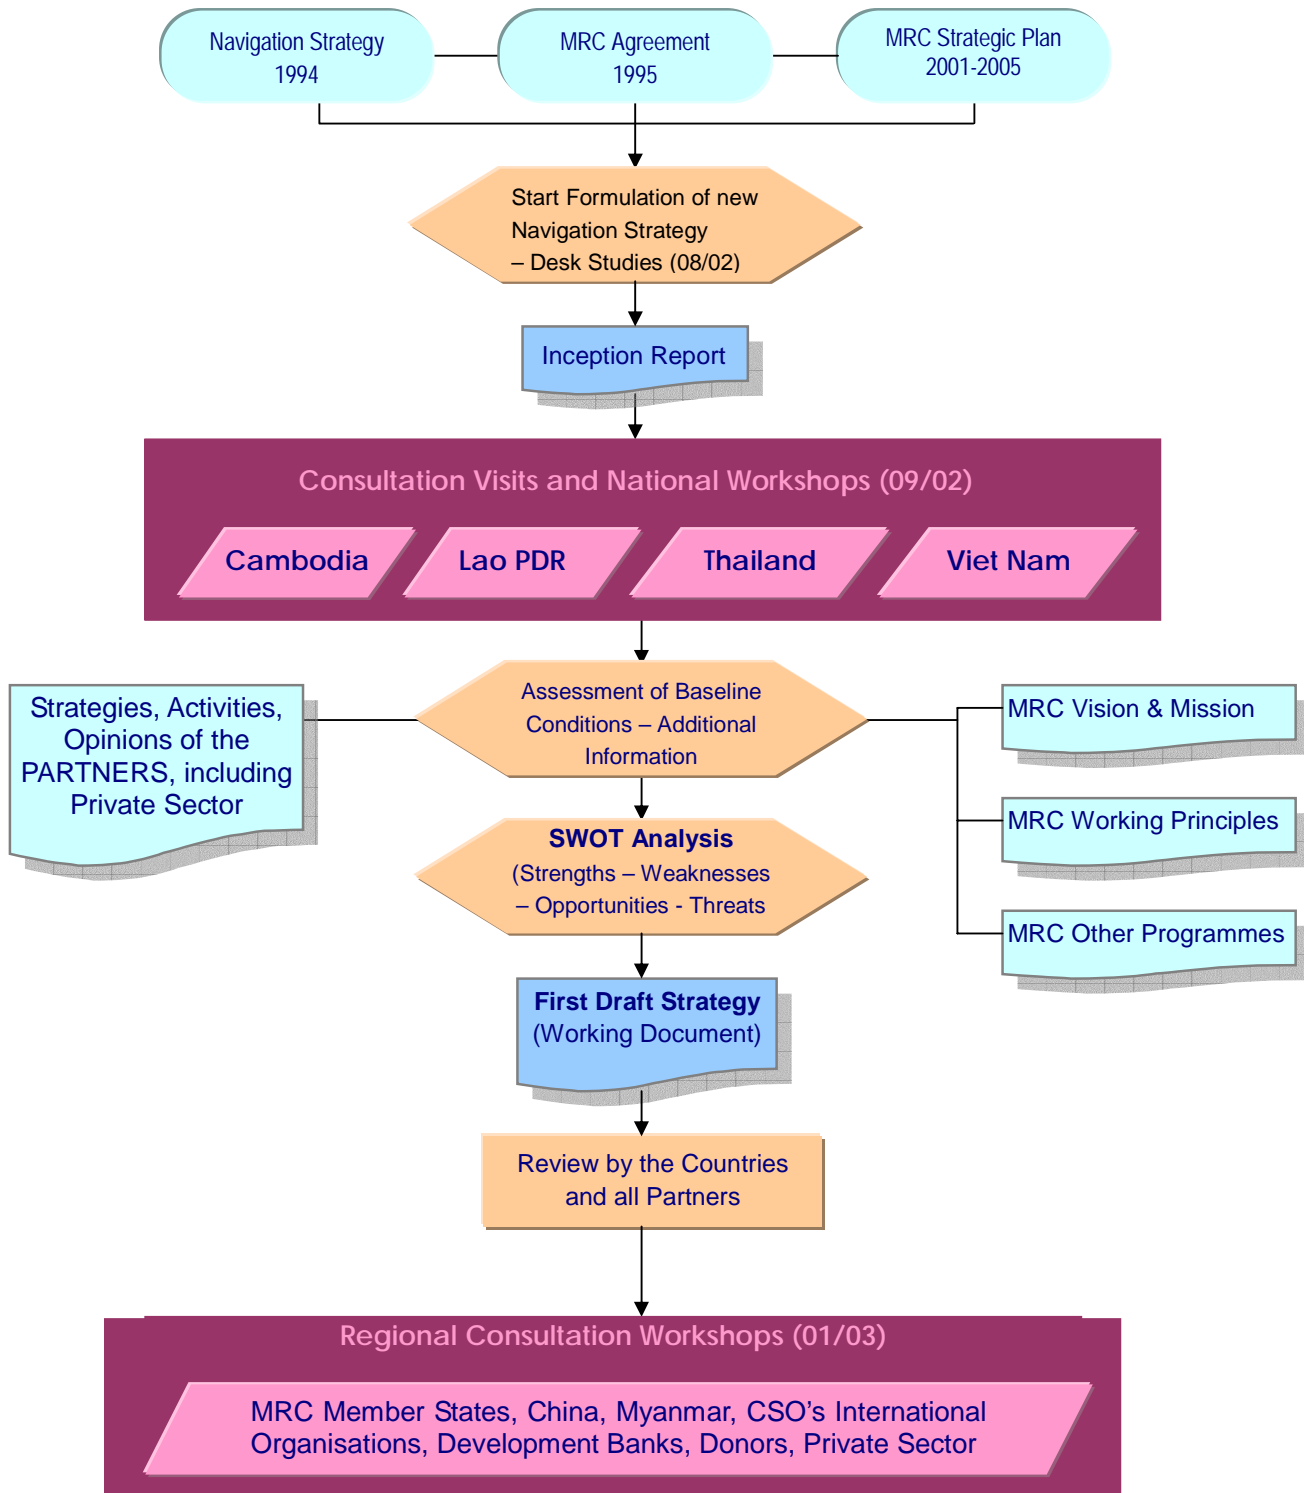 Navigation Strategy
1994
MRC Agreement
1995
MRC Strategic Plan
2001-2005
Start Formulation of new
Navigation Strategy
– Desk Studies (08/02)
Inception Report
Consultation Visits and National Workshops (09/02)
Cambodia
Lao PDR
Thailand
Viet Nam
Strategies, Activities,
Opinions of the
PARTNERS, including
Private Sector
Assessment of Baseline
Conditions – Additional
Information
MRC Vision & Mission
MRC Working Principles
MRC Other Programmes
SWOT Analysis
(Strengths – Weaknesses
– Opportunities - Threats
First Draft Strategy
(Working Document)
Review by the Countries
and all Partners
Regional Consultation Workshops (01/03)
MRC Member States, China, Myanmar, CSO's International
Organisations, Development Banks, Donors, Private Sector